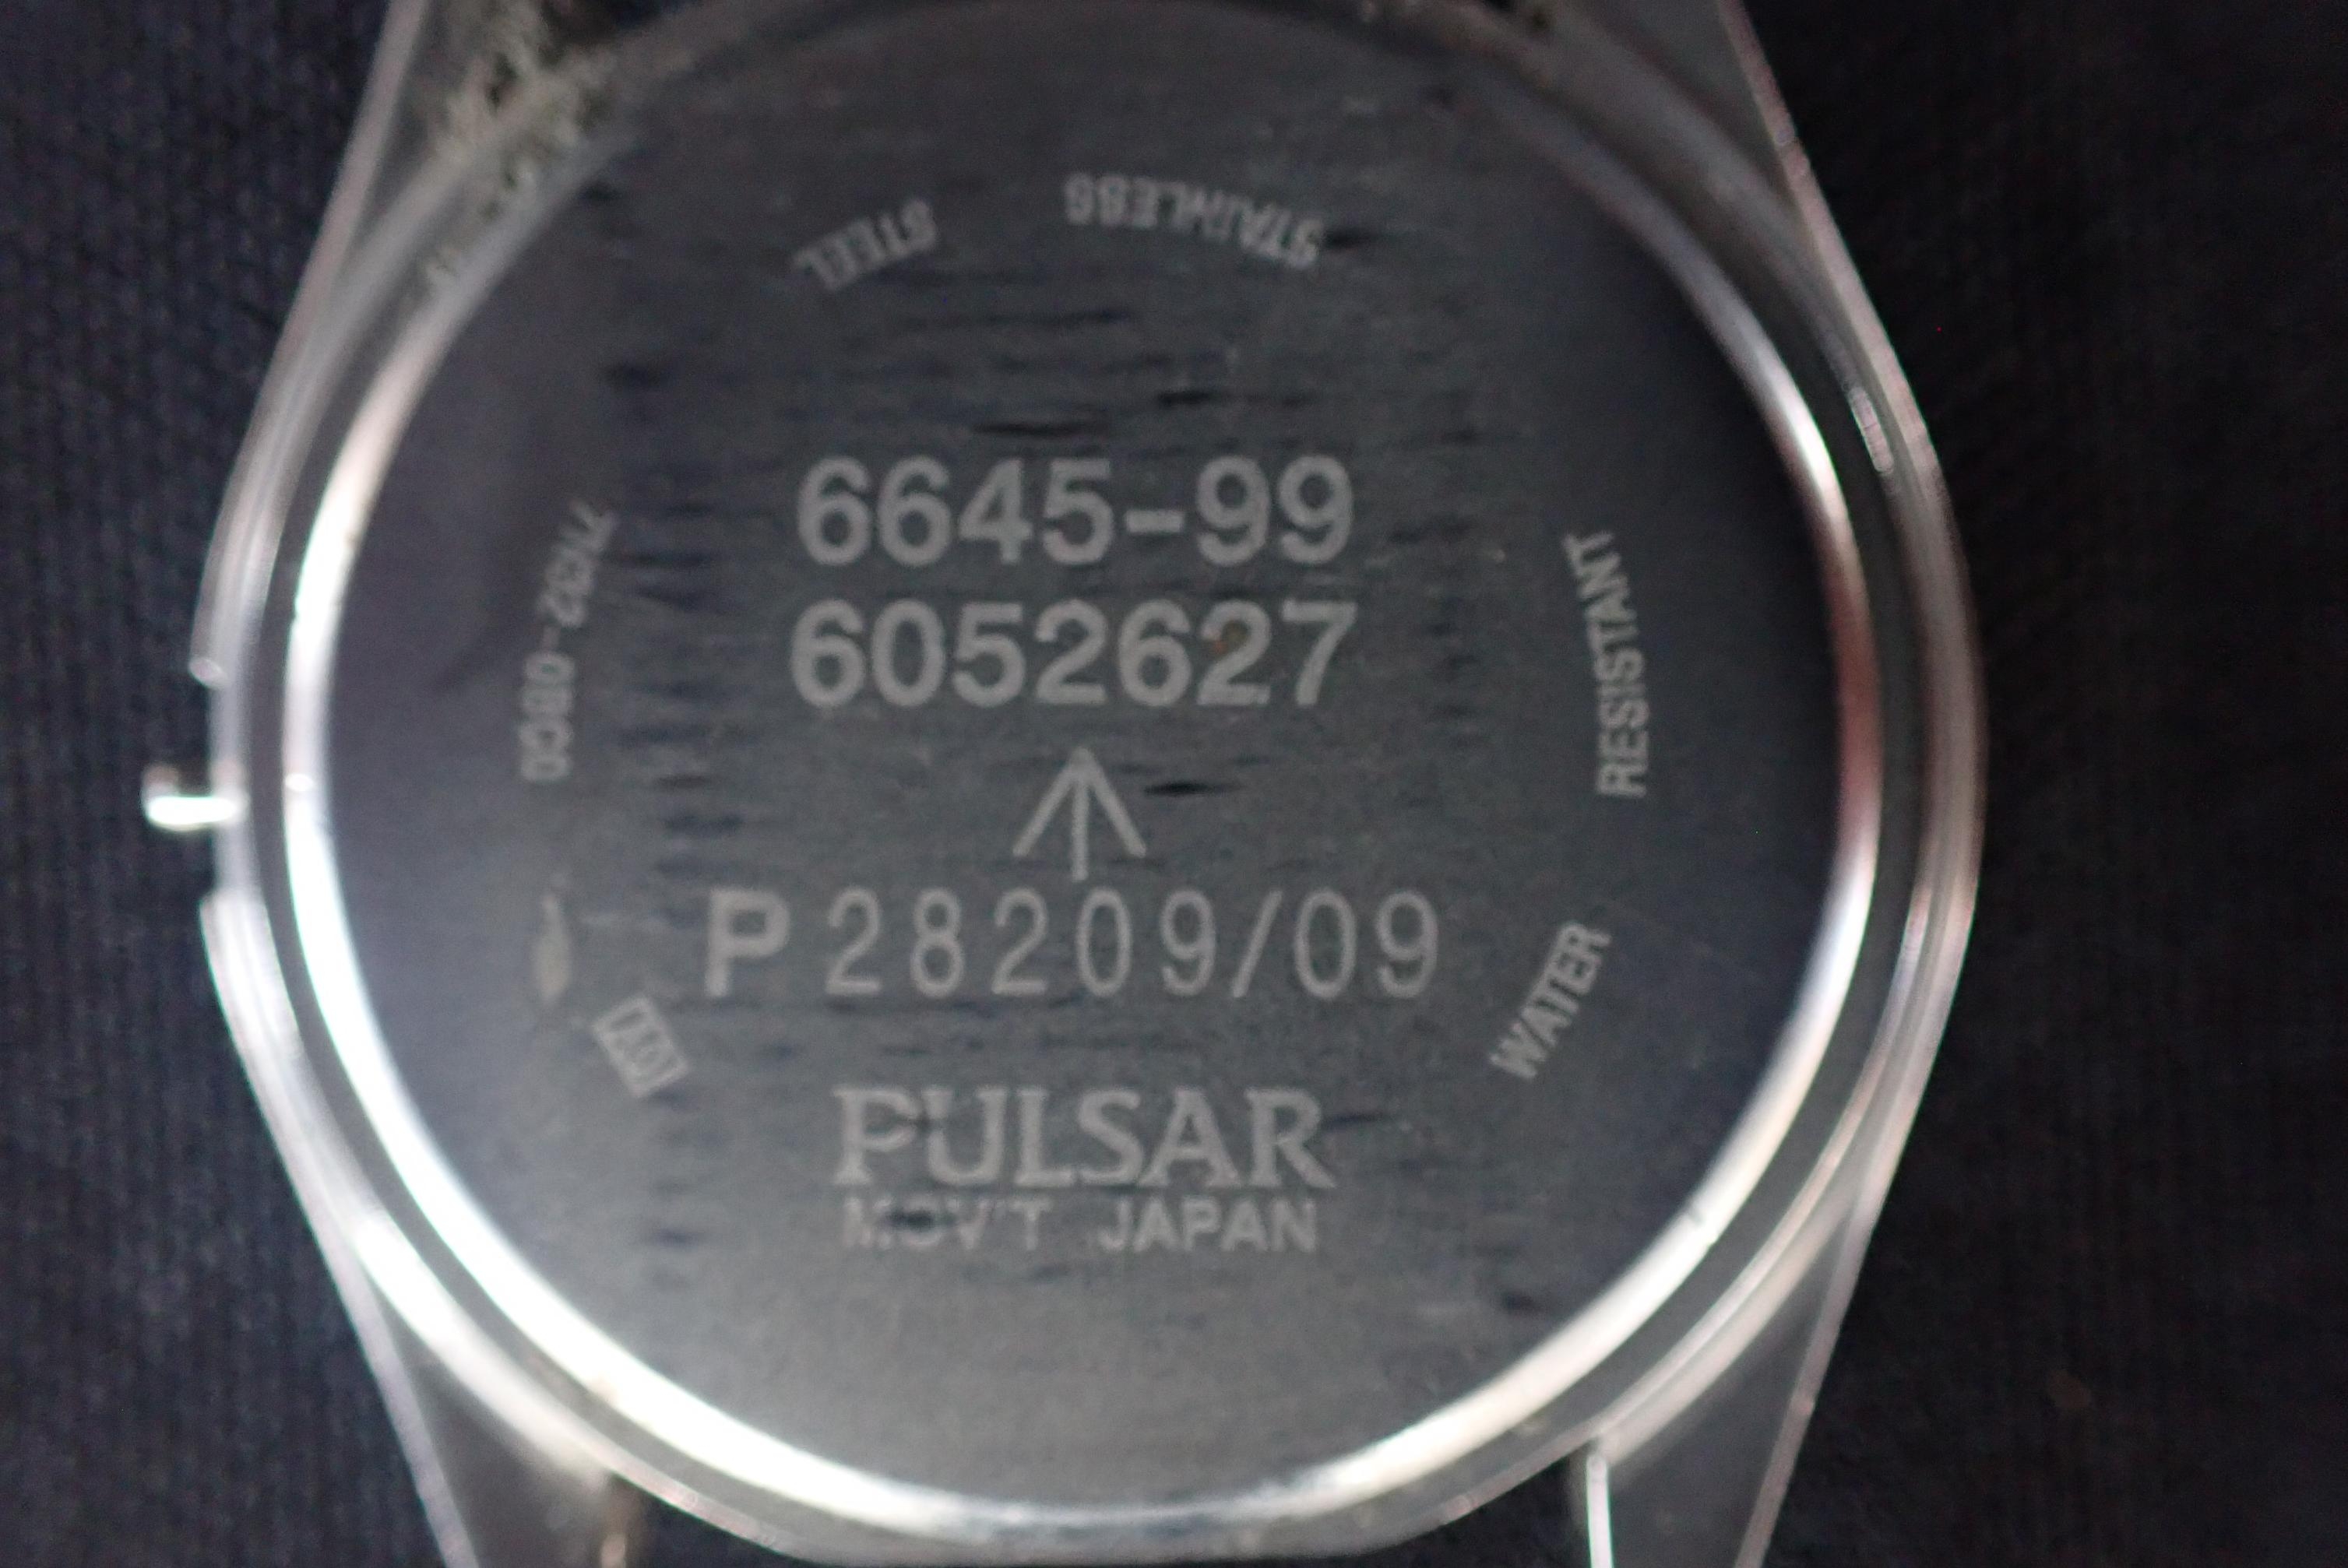 STAINLESS STEEL
6645-99
6052627
P 28209/09
PULSAR
MOV'T JAPAN
WATER RESISTANT